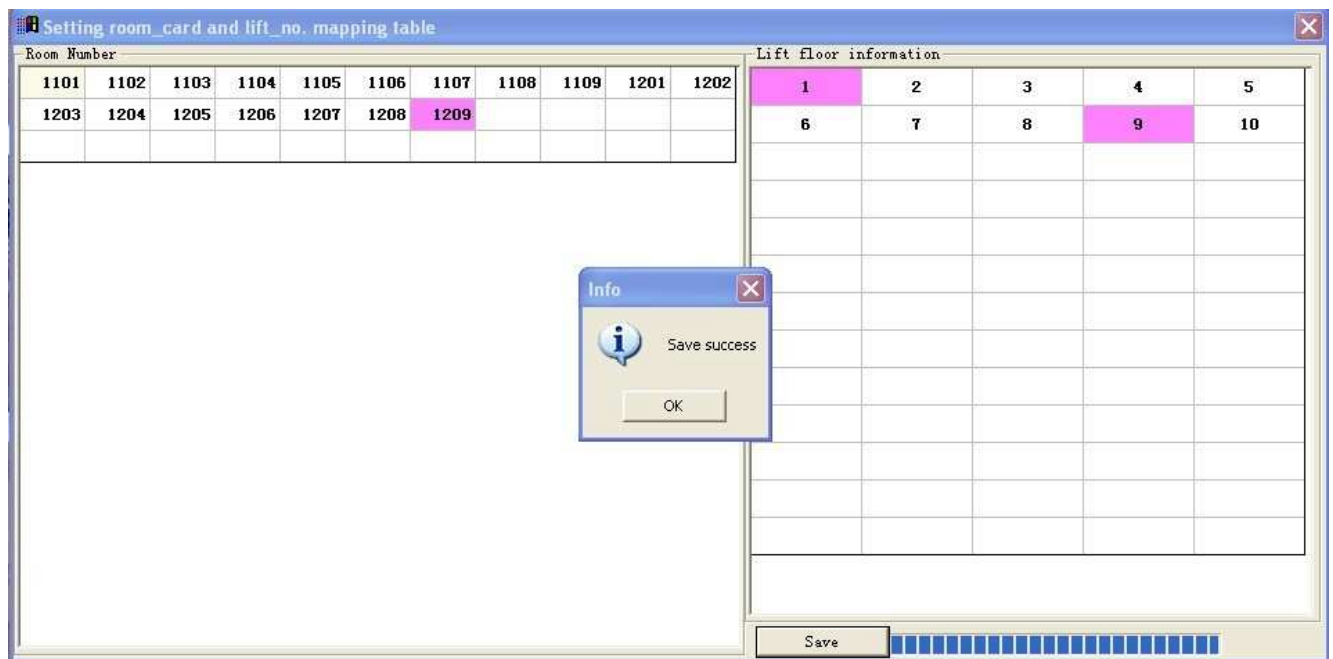 Setting room_card and lift_no. mapping table
Room Number
1101 1102 1103 1104 1105 1106 1107 1108 1109 1201 1202
1203 1204 1205 1206 1207 1208 1209
Lift floor information
1 2 3 4 5
6 7 8 9 10
Info
Save success
OK
Save